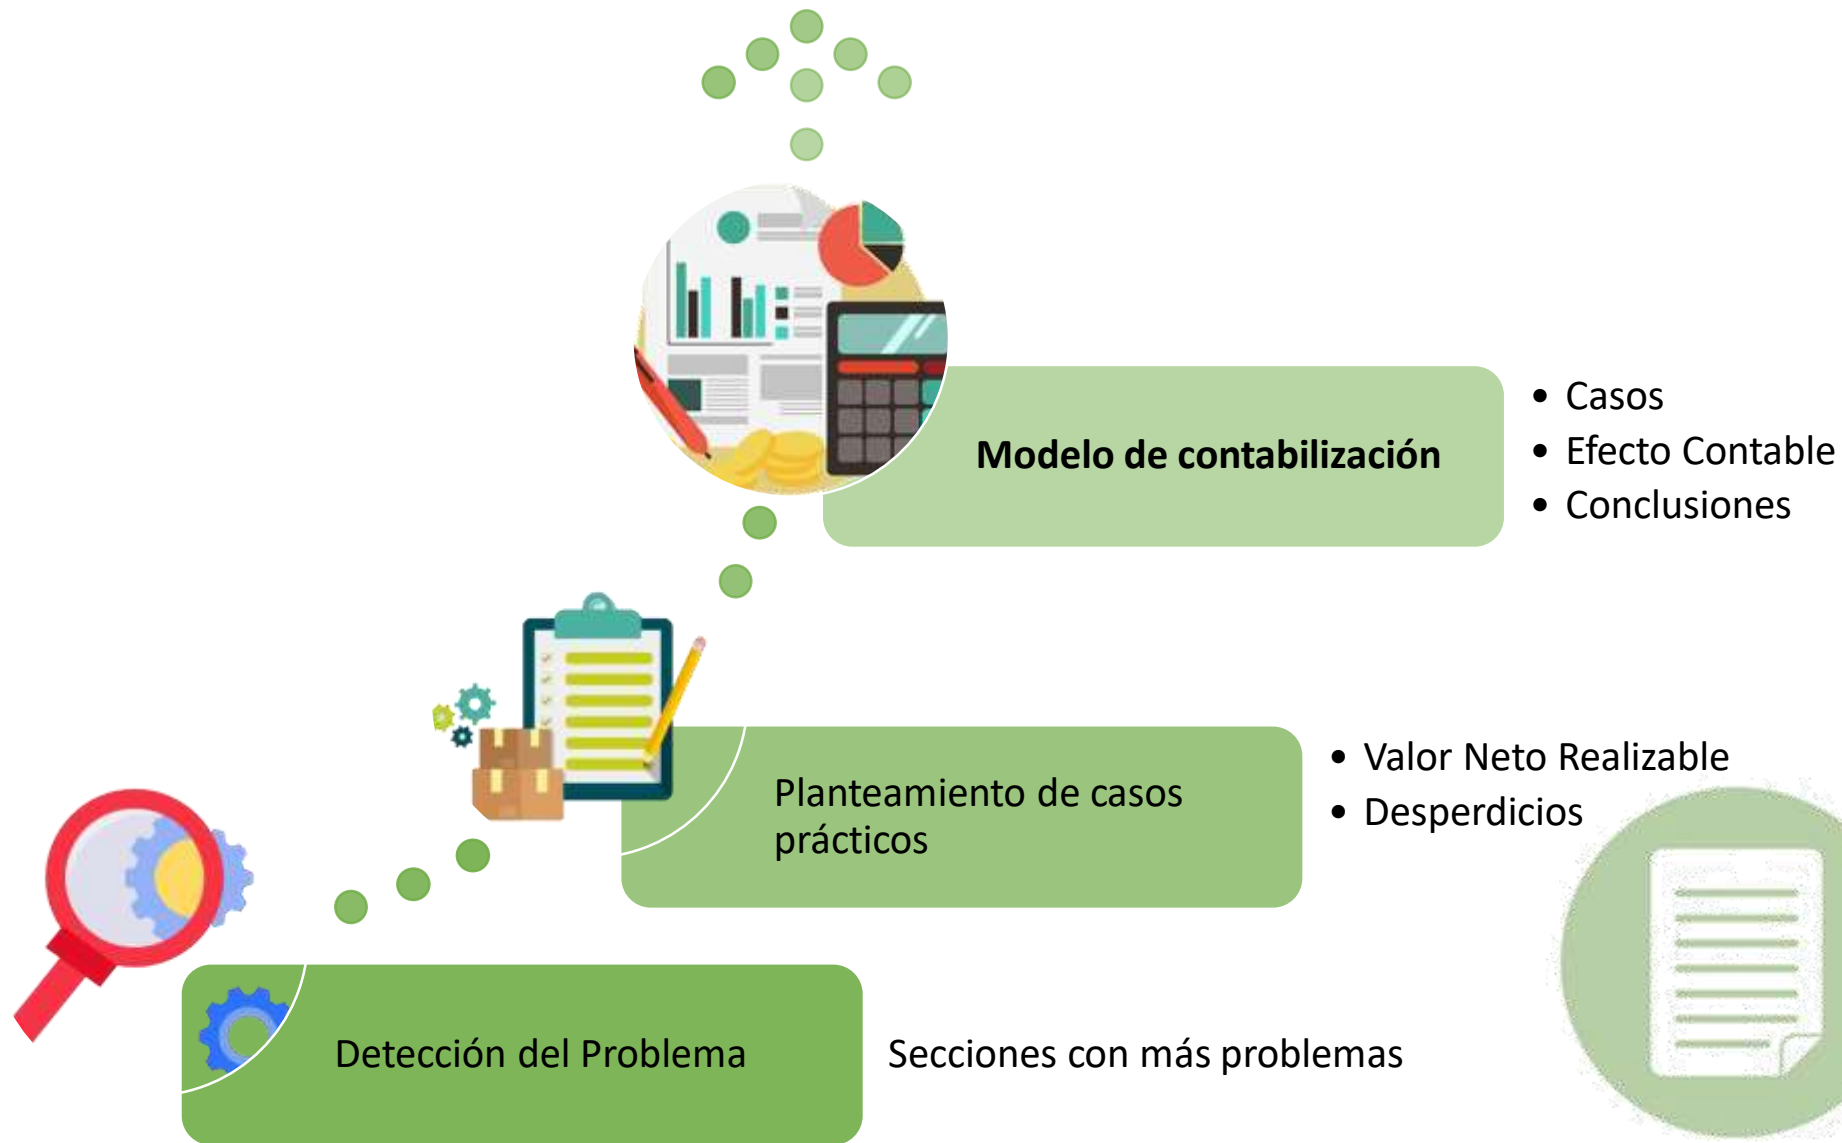 Modelo de contabilización
• Casos
• Efecto Contable
• Conclusiones
Planteamiento de casos
prácticos
• Valor Neto Realizable
• Desperdicios
Detección del Problema
Secciones con más problemas